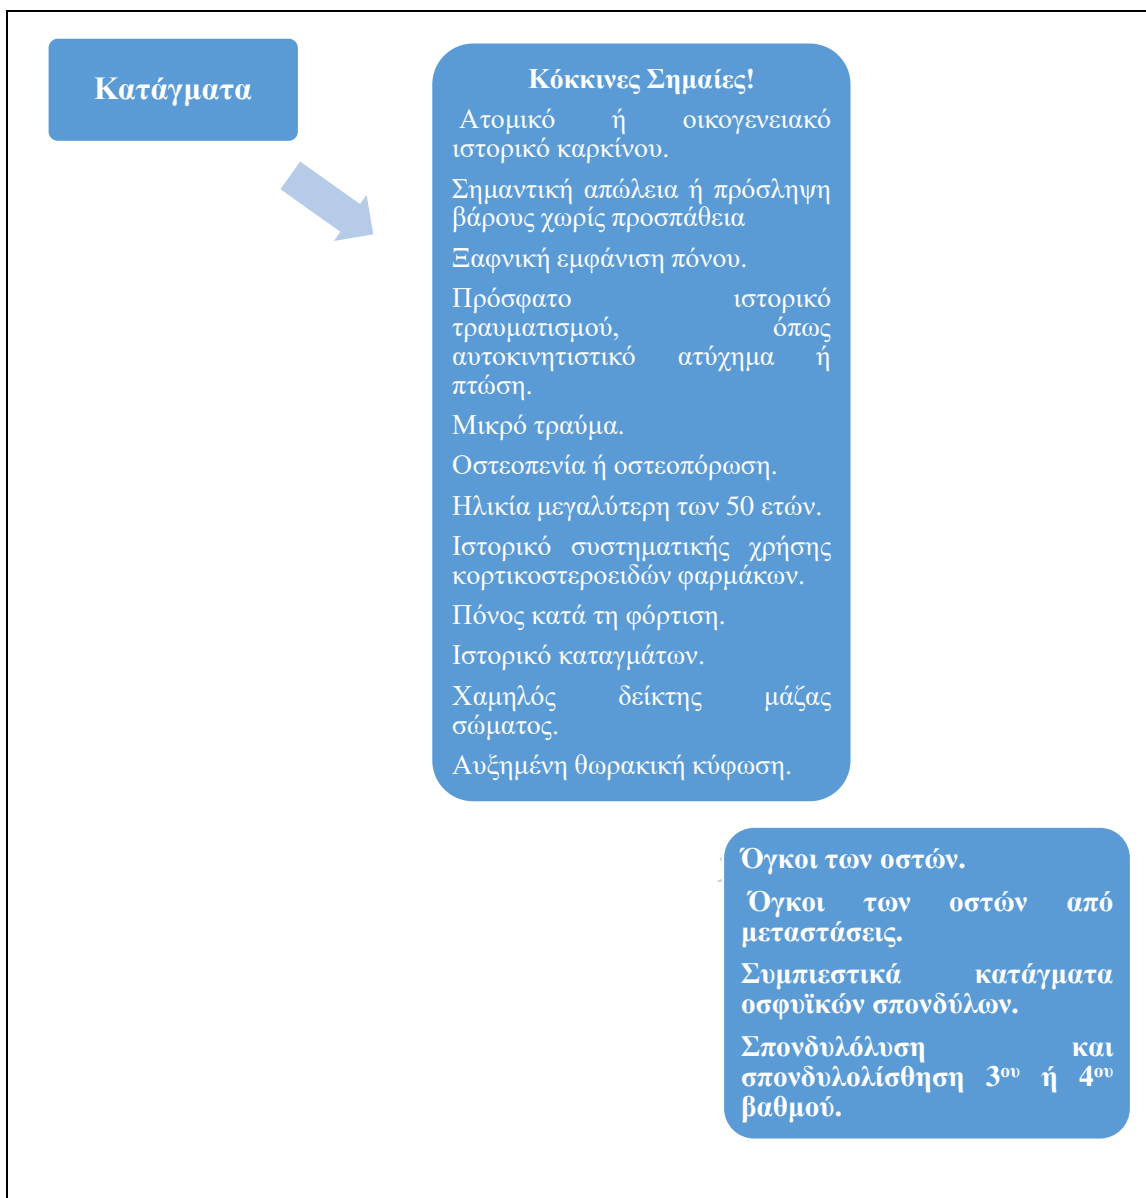 Κατάγματα
Κόκκινες Σημαίες!
Ατομικό ή οικογενειακό
ιστορικό καρκίνου.
Σημαντική απώλεια ή πρόσληψη
βάρους χωρίς προσπάθεια
Ξαφνική εμφάνιση πόνου.
Πρόσφατο ιστορικό
τραυματισμού, όπως
αυτοκινητιστικό ατύχημα ή
πτώση.
Μικρό τραύμα.
Οστεοπενία ή οστεοπόρωση.
Ηλικία μεγαλύτερη των 50 ετών.
Ιστορικό συστηματικής χρήσης
κορτικοστεροειδών φαρμάκων.
Πόνος κατά τη φόρτιση.
Ιστορικό καταγμάτων.
Χαμηλός δείκτης μάζας
σώματος.
Αυξημένη θωρακική κύφωση.
Όγκοι των οστών.
Όγκοι των οστών από
μεταστάσεις.
Συμπιεστικά κατάγματα
οσφυϊκών σπονδύλων.
Σπονδυλόλυση και
σπονδυλολίσθηση 3ου ή 4ου
βαθμού.